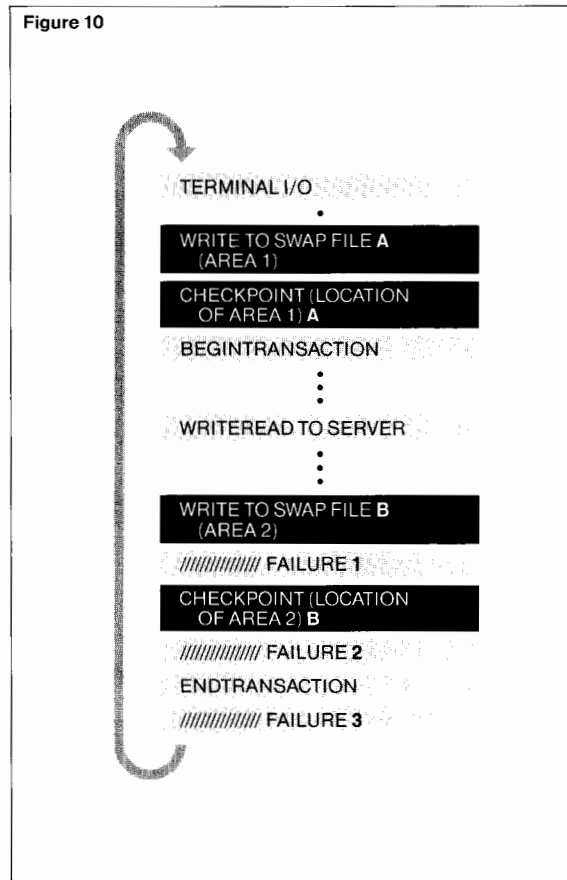 Figure 10
TERMINAL I/O
WRITE TO SWAP FILE A
(AREA 1)
CHECKPOINT (LOCATION
OF AREA 1) A
BEGINTRANSACTION
WRITEREAD TO SERVER
WRITE TO SWAP FILE B
(AREA 2)
////////////// FAILURE 1
CHECKPOINT (LOCATION
OF AREA 2) B
////////////// FAILURE 2
ENDTRANSACTION
////////////// FAILURE 3